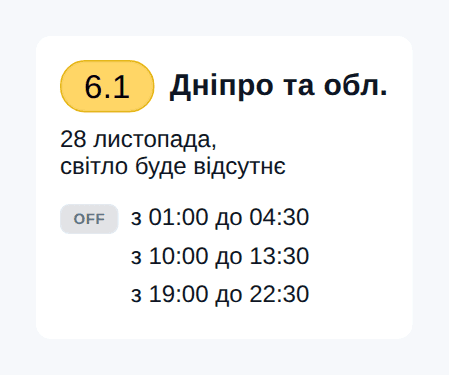 6.1 Дніпро та обл.
28 листопада,
світло буде відсутнє
OFF з 01:00 до 04:30
з 10:00 до 13:30
з 19:00 до 22:30